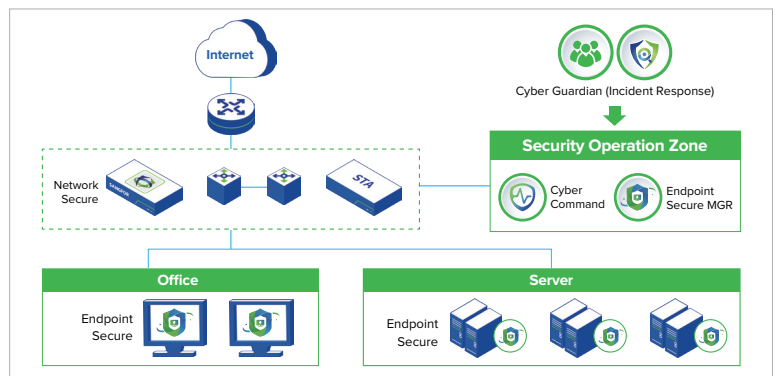 Internet
Cyber Guardian (Incident Response)
Security Operation Zone
Network
Secure
SANGFOR
STA
Cyber
Command
Endpoint
Secure MGR
Office
Endpoint
Secure
Server
Endpoint
Secure